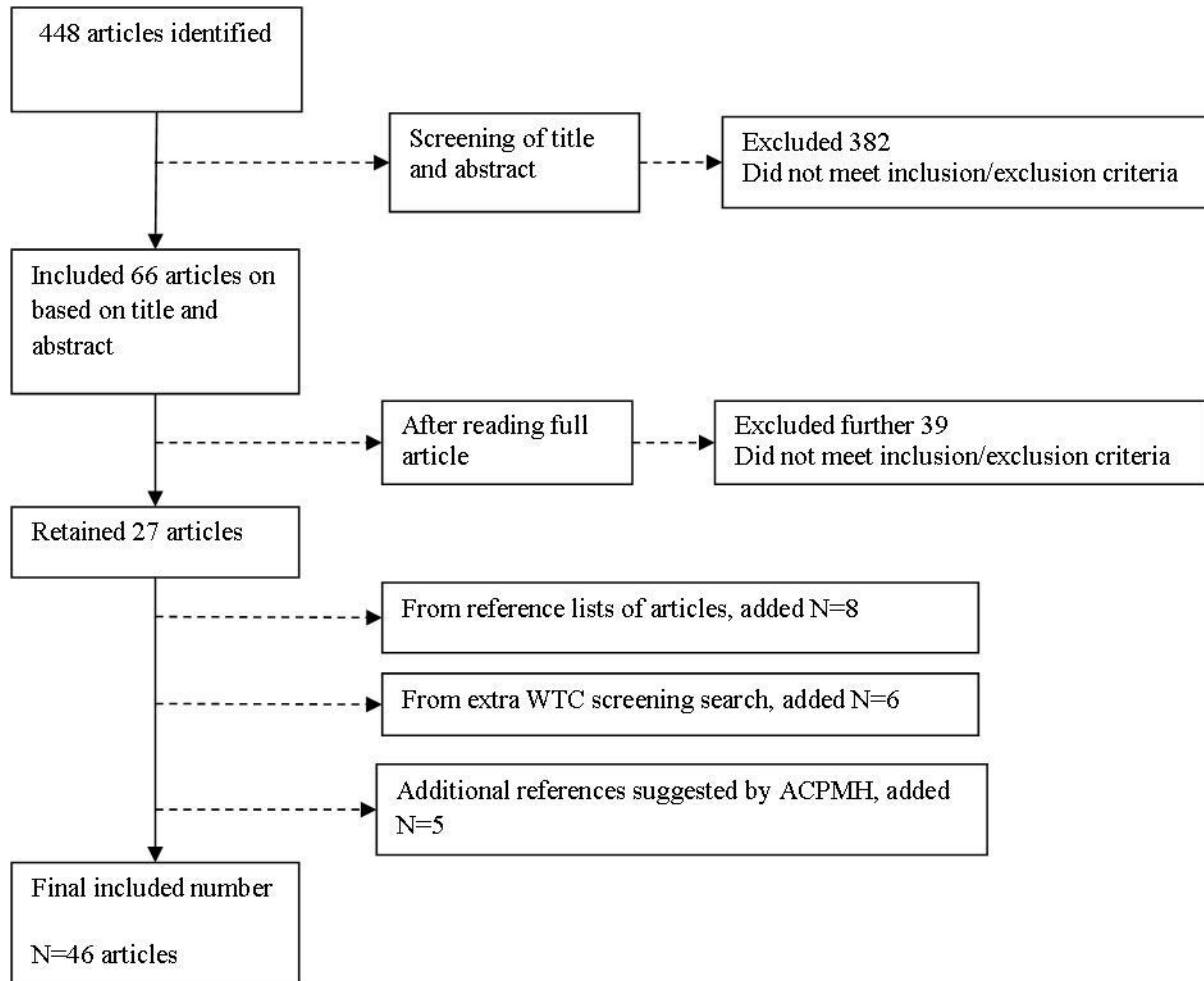 448 articles identified
Screening of title
and abstract
Excluded 382
Did not meet inclusion/exclusion criteria
Included 66 articles on
based on title and
abstract
After reading full
article
Excluded further 39
Did not meet inclusion/exclusion criteria
Retained 27 articles
From reference lists of articles, added N=8
From extra WTC screening search, added N=6
Additional references suggested by ACPMH, added
N=5
Final included number
N=46 articles